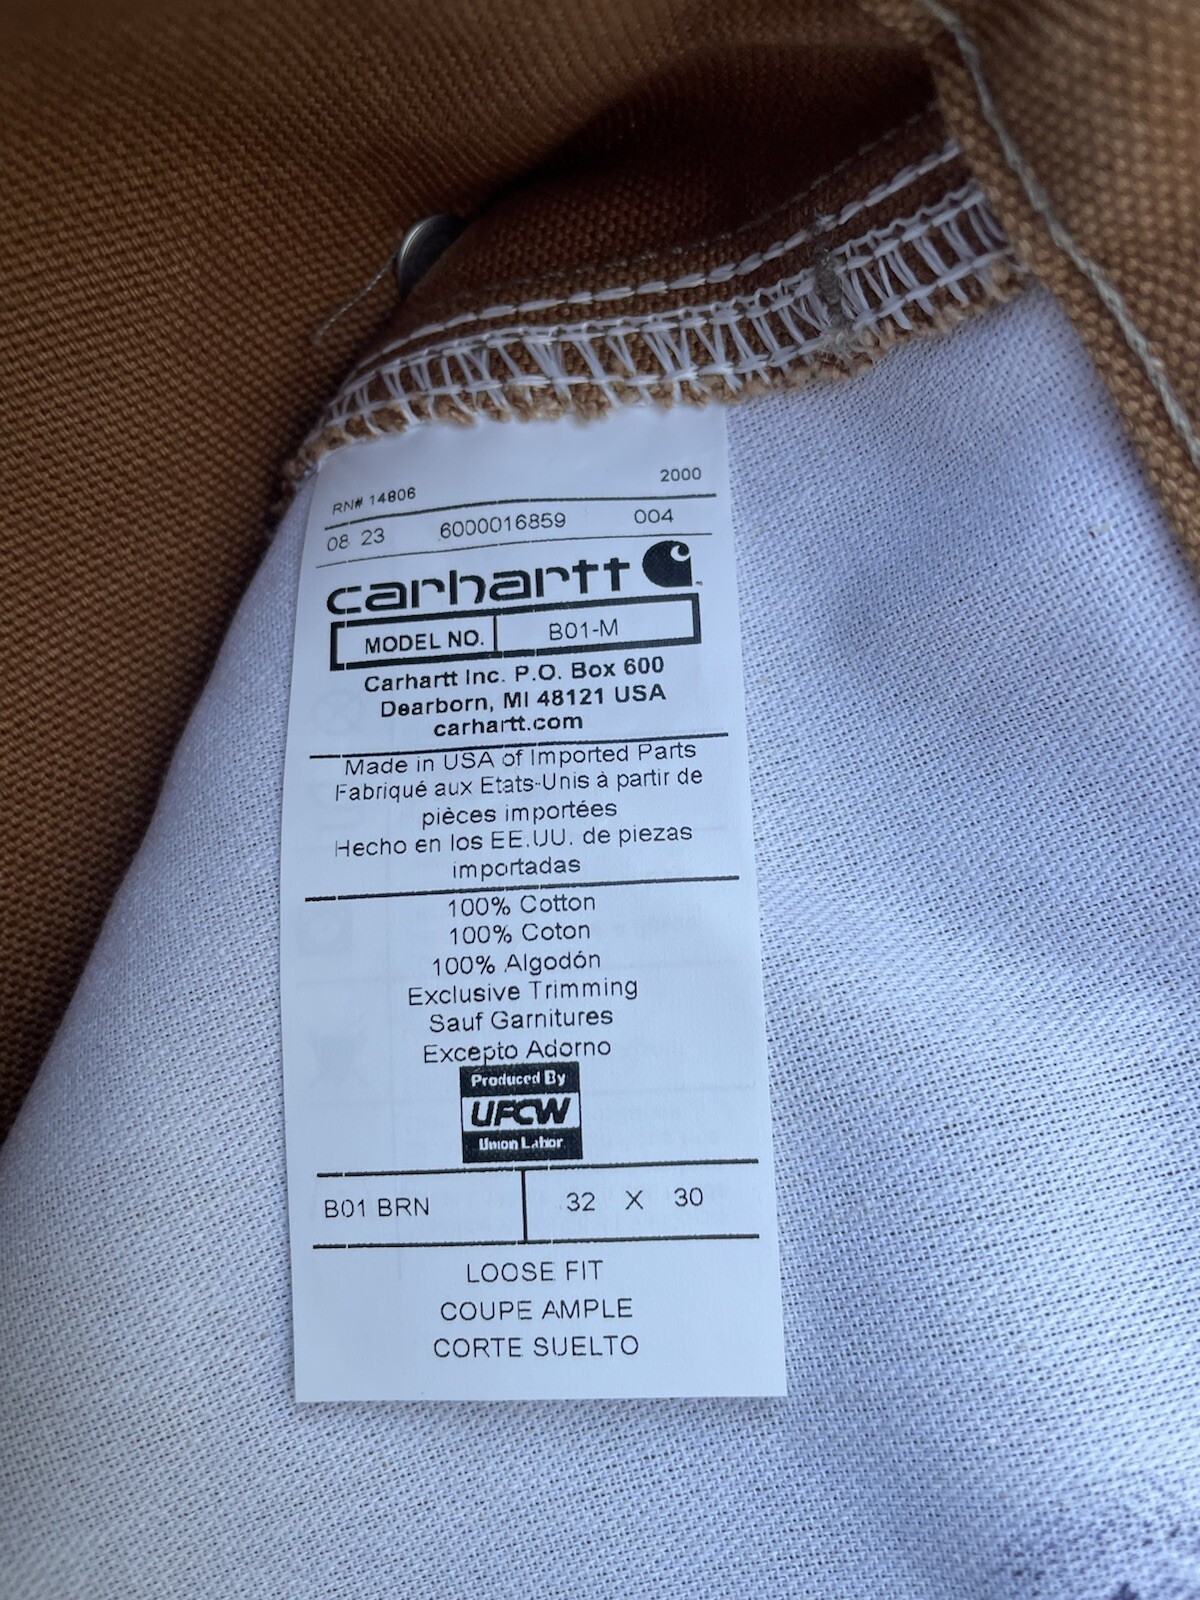 RN# 14806 2000
08 23 6000016859 004
carhartt
MODEL NO. B01-M
Carhartt Inc. P.O. Box 600
Dearborn, MI 48121 USA
carhartt.com
Made in USA of Imported Parts
Fabriqué aux Etats-Unis à partir de
pièces importées
Hecho en los EE.UU. de piezas
importadas
100% Cotton
100% Coton
100% Algodón
Exclusive Trimming
Sauf Garnitures
Excepto Adorno
Produced By
UFCW
Union Labor
B01 BRN 32 X 30
LOOSE FIT
COUPE AMPLE
CORTE SUELTO